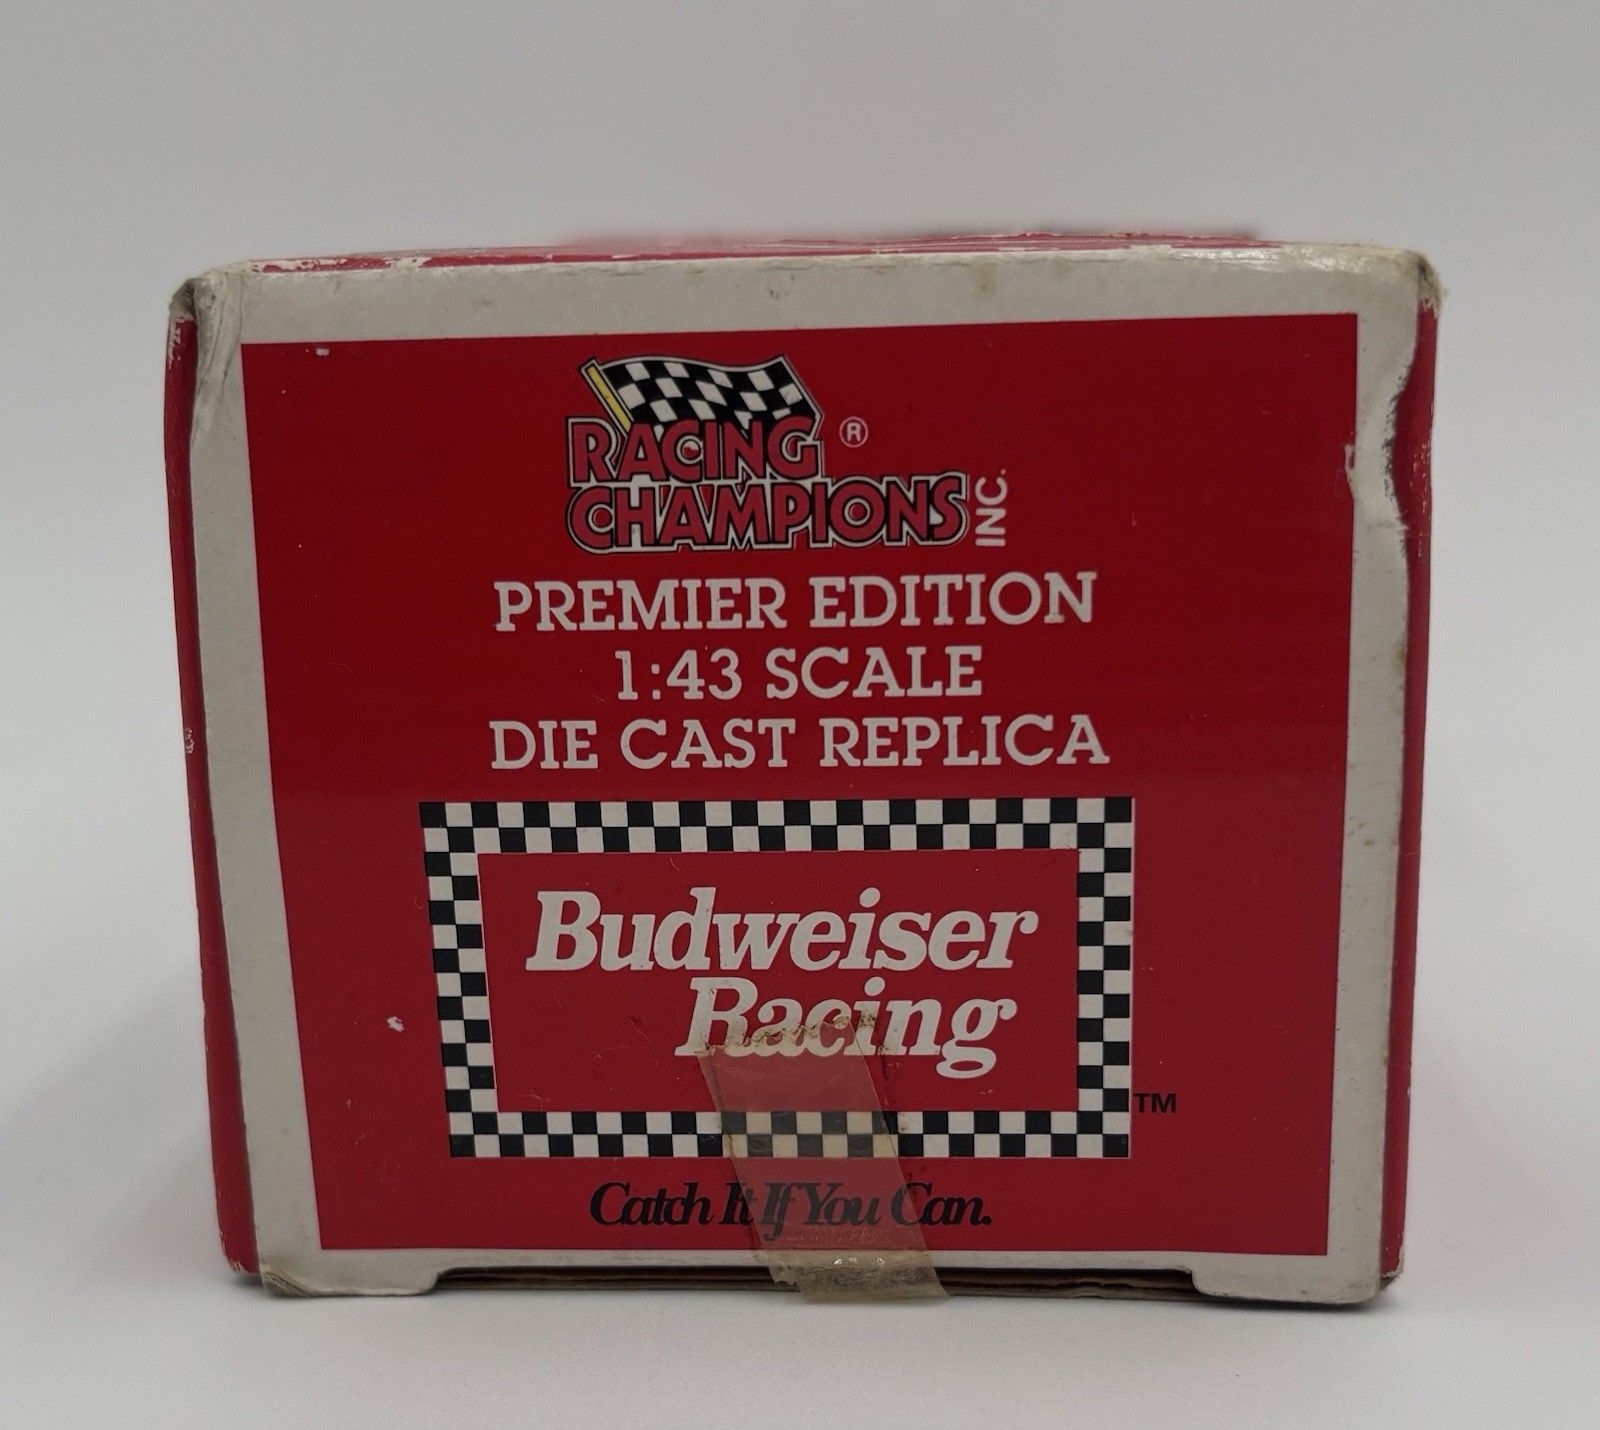 RACING ®
CHAMPIONS INC.
PREMIER EDITION
1:43 SCALE
DIE CAST REPLICA
Budweiser
Racing
TM
Catch It If You Can.